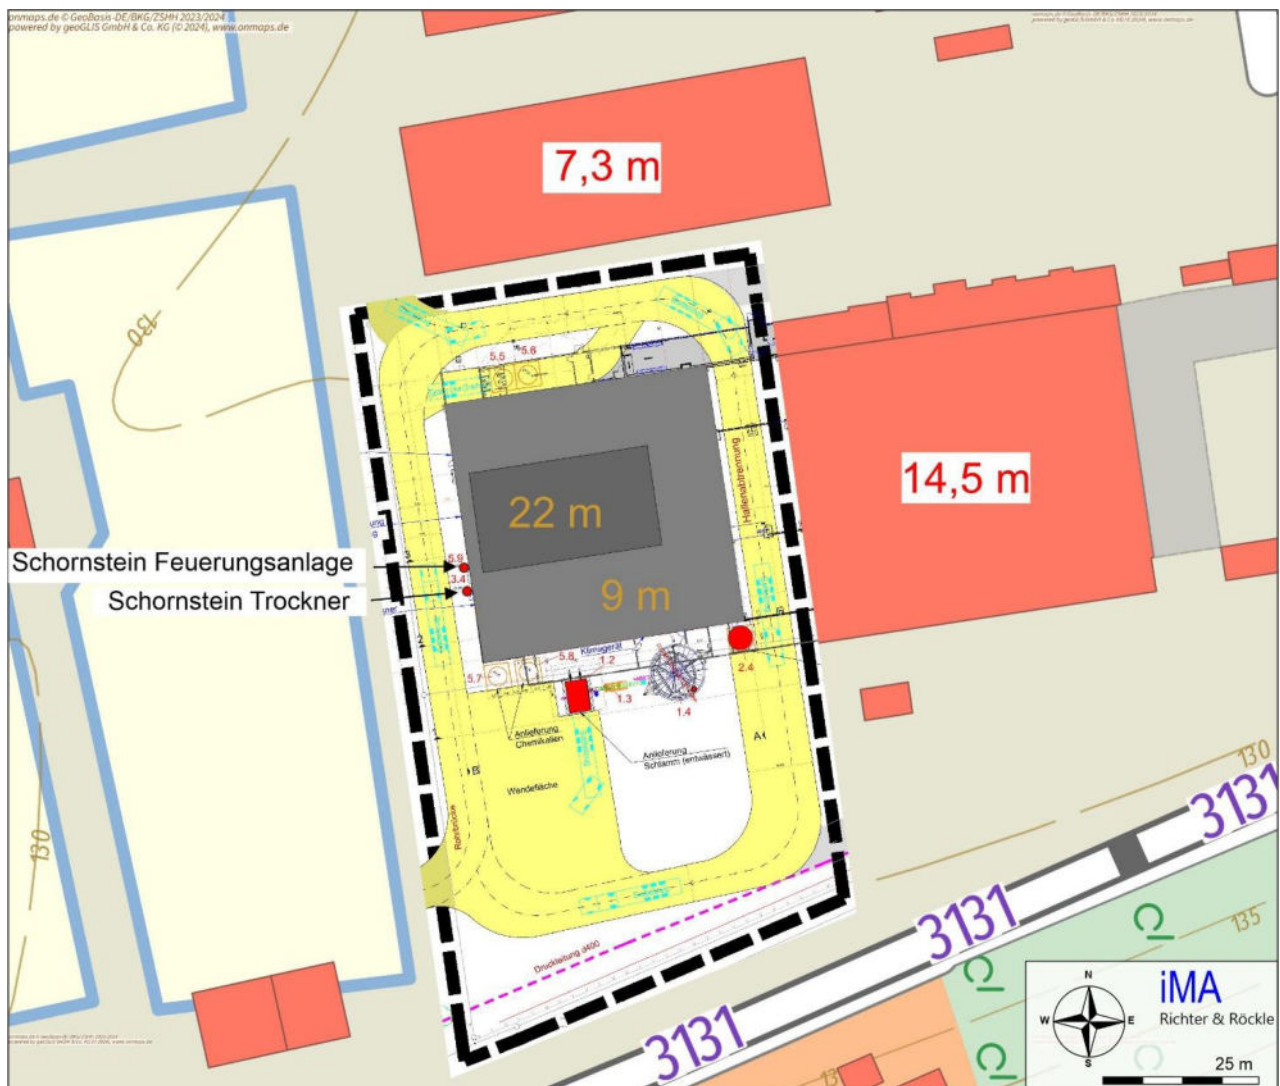 onmaps.de © GeoBasis-DE/BKG/ZSHH 2023/2024
powered by geoGLIS GmbH & Co. KG (© 2024), www.onmaps.de
7,3 m
130
5.5
5.6
14,5 m
Hallenabtrennung
22 m
Schornstein Feuerungsanlage
5.9
3.4
Schornstein Trockner
9 m
Klimagerät
5.8
1.2
2.4
5.7
1.3
1.4
Anlieferung
Chemikalien
Anlieferung
Schlamm (entwässert)
A
B
Wendefläche
Rohrbrücke
130
130
3131
3131
3131
135
Druckleitung d400
N
W
E
S
iMA
Richter & Röckle
25 m